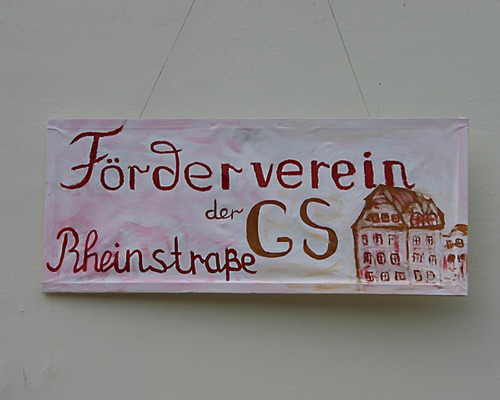 Förderverein
der GS
Rheinstraße